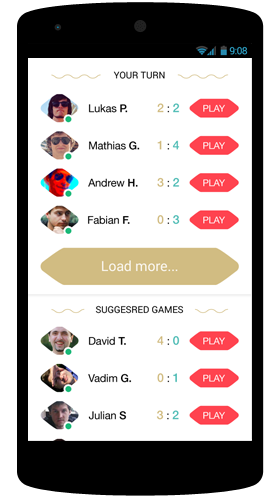 9:08
YOUR TURN
Lukas P. 2 : 2 PLAY
Mathias G. 1 : 4 PLAY
Andrew H. 3 : 2 PLAY
Fabian F. 0 : 3 PLAY
Load more...
SUGGESRED GAMES
David T. 4 : 0 PLAY
Vadim G. 0 : 1 PLAY
Julian S 3 : 2 PLAY